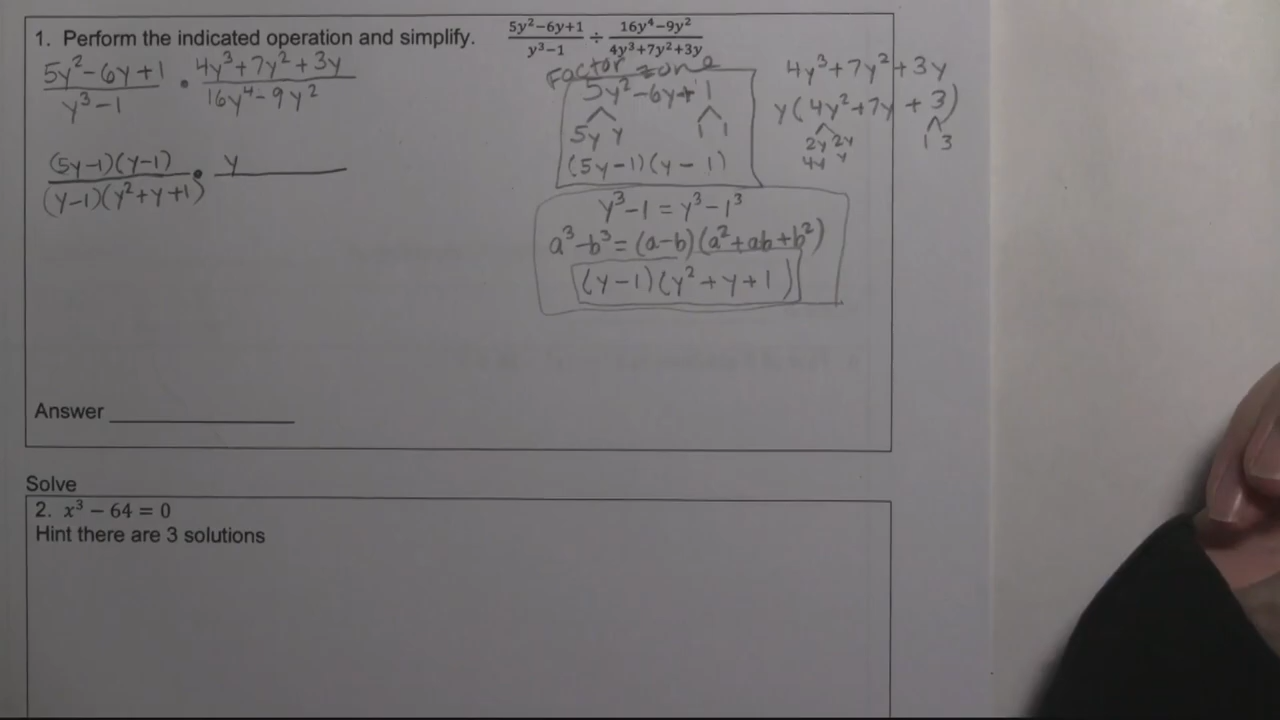 1. Perform the indicated operation and simplify. (5y²−6y+1)/(y³−1) ÷ (16y⁴−9y²)/(4y³+7y²+3y)
(5y²−6y+1)/(y³−1) • (4y³+7y²+3y)/(16y⁴−9y²)
(5y−1)(y−1)/(y−1)(y²+y+1) • y
Factor zone
5y²−6y+1
5y y 1 1
(5y−1)(y−1)
y³−1=y³−1³
a³−b³=(a−b)(a²+ab+b²)
(y−1)(y²+y+1)
4y³+7y²+3y
y(4y²+7y+3)
2y 2y 1 3
4y y
Answer
Solve
2. x³ − 64 = 0
Hint there are 3 solutions